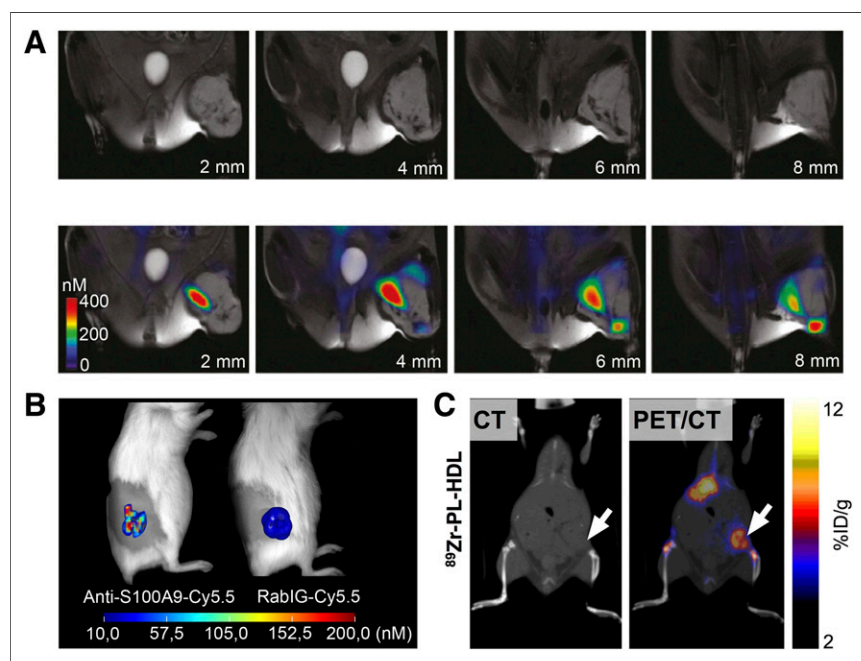 A
2 mm
4 mm
6 mm
8 mm
nM
400
200
0
2 mm
4 mm
6 mm
8 mm
B
Anti-S100A9-Cy5.5 RabIG-Cy5.5
10,0 57,5 105,0 152,5 200,0 (nM)
C
CT
PET/CT
⁸⁹Zr-PL-HDL
12
%ID/g
2